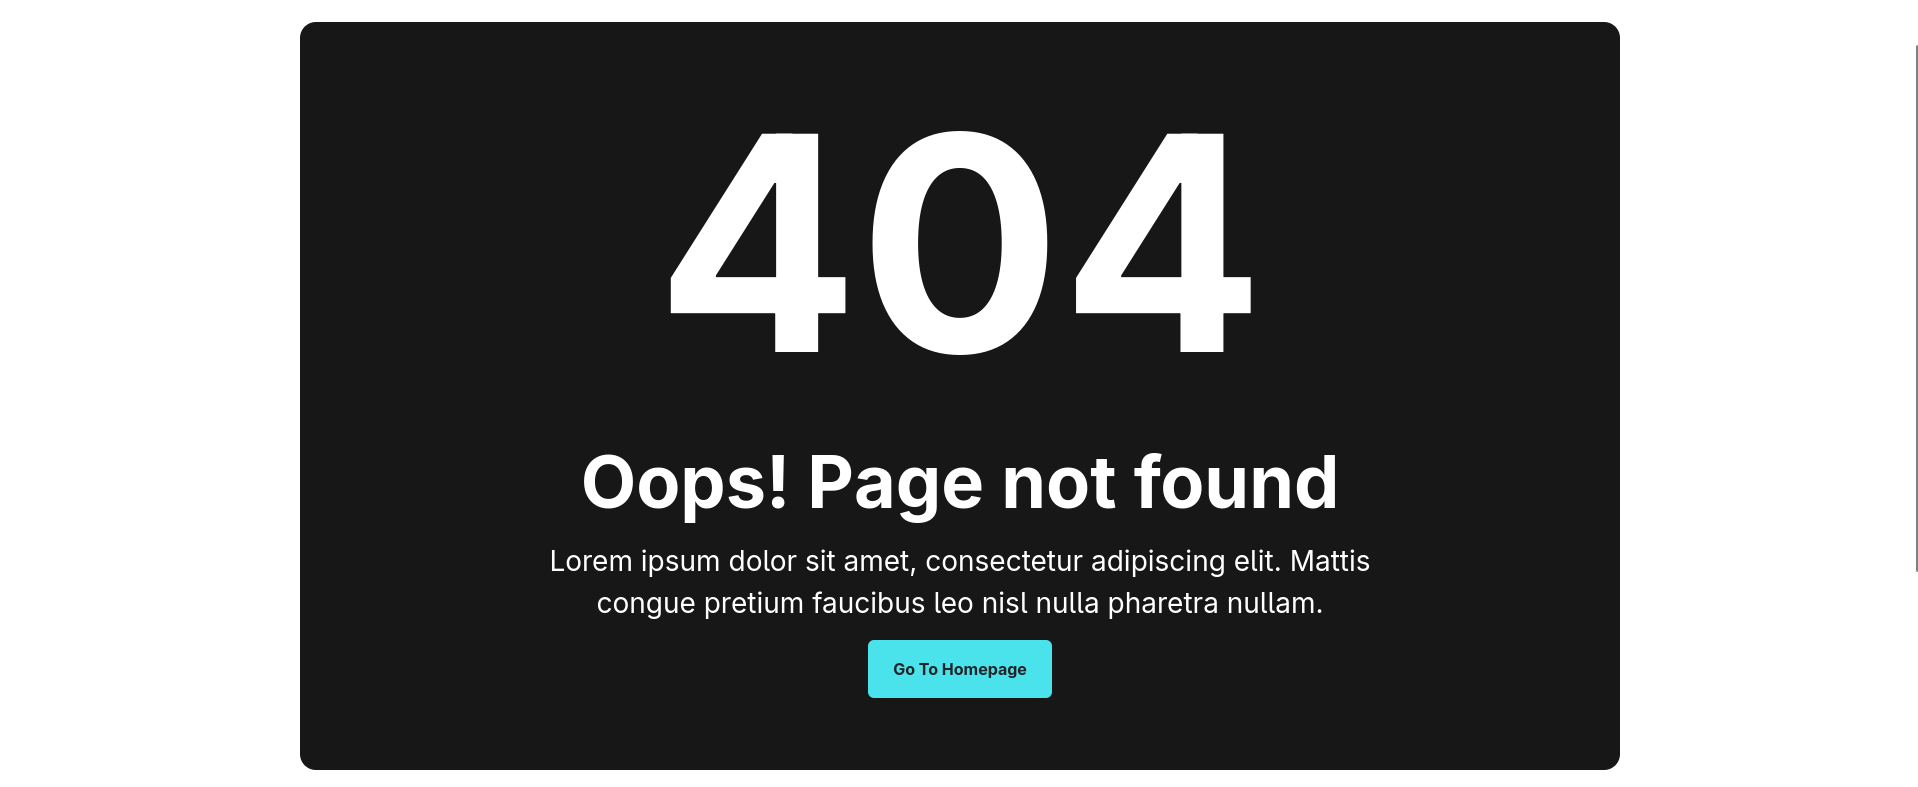 404
Oops! Page not found
Lorem ipsum dolor sit amet, consectetur adipiscing elit. Mattis
congue pretium faucibus leo nisl nulla pharetra nullam.
Go To Homepage